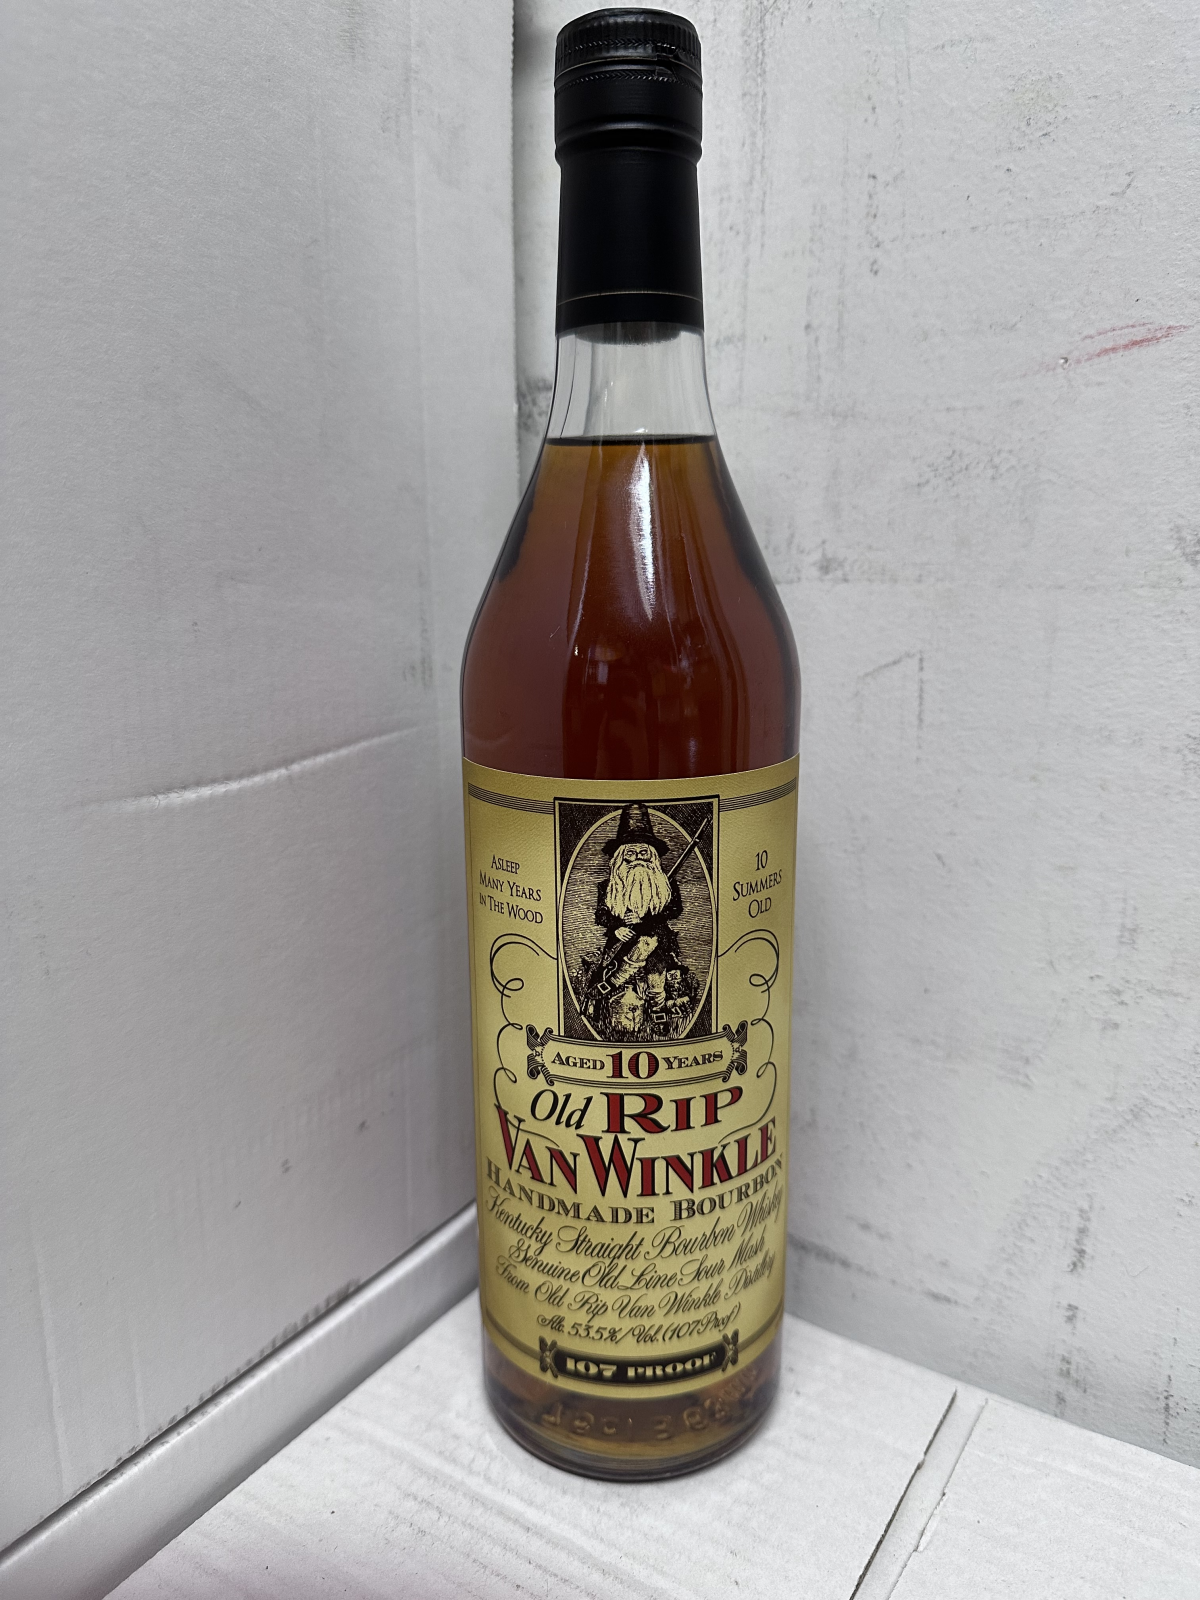 ASLEEP
MANY YEARS
IN THE WOOD
10
SUMMERS
OLD
AGED 10 YEARS
Old RIP
VAN WINKLE
HANDMADE BOURBON
Kentucky Straight Bourbon Whiskey
Genuine Old Line Sour Mash
From Old Rip Van Winkle Distillery
Alc. 53.5%/Vol. (107 Proof)
107 PROOF